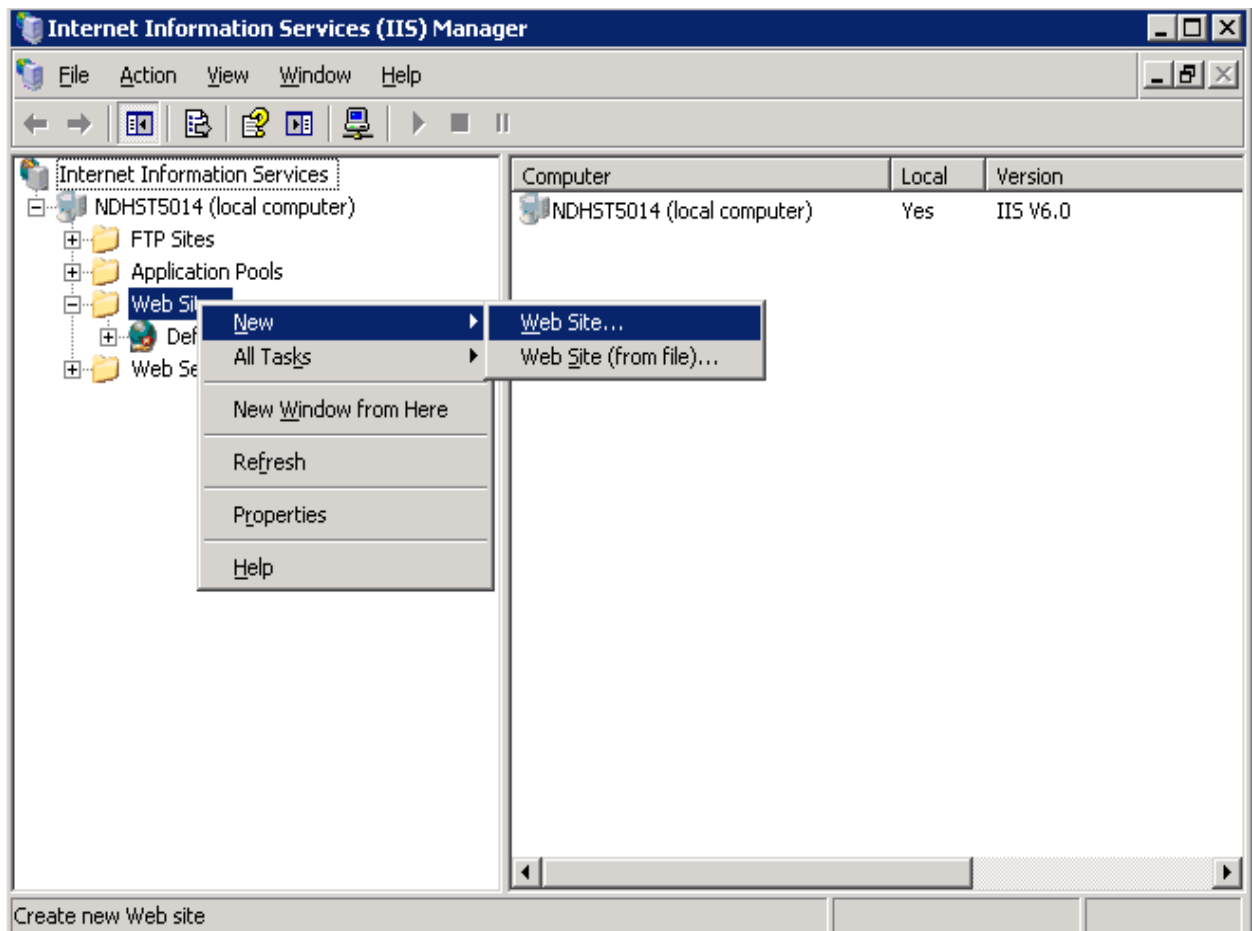 Internet Information Services (IIS) Manager
File Action View Window Help
Internet Information Services
Computer Local Version
NDHST5014 (local computer)
NDHST5014 (local computer) Yes IIS V6.0
FTP Sites
Application Pools
Web Si
New
Web Site...
Def
All Tasks
Web Site (from file)...
Web Se
New Window from Here
Refresh
Properties
Help
Create new Web site